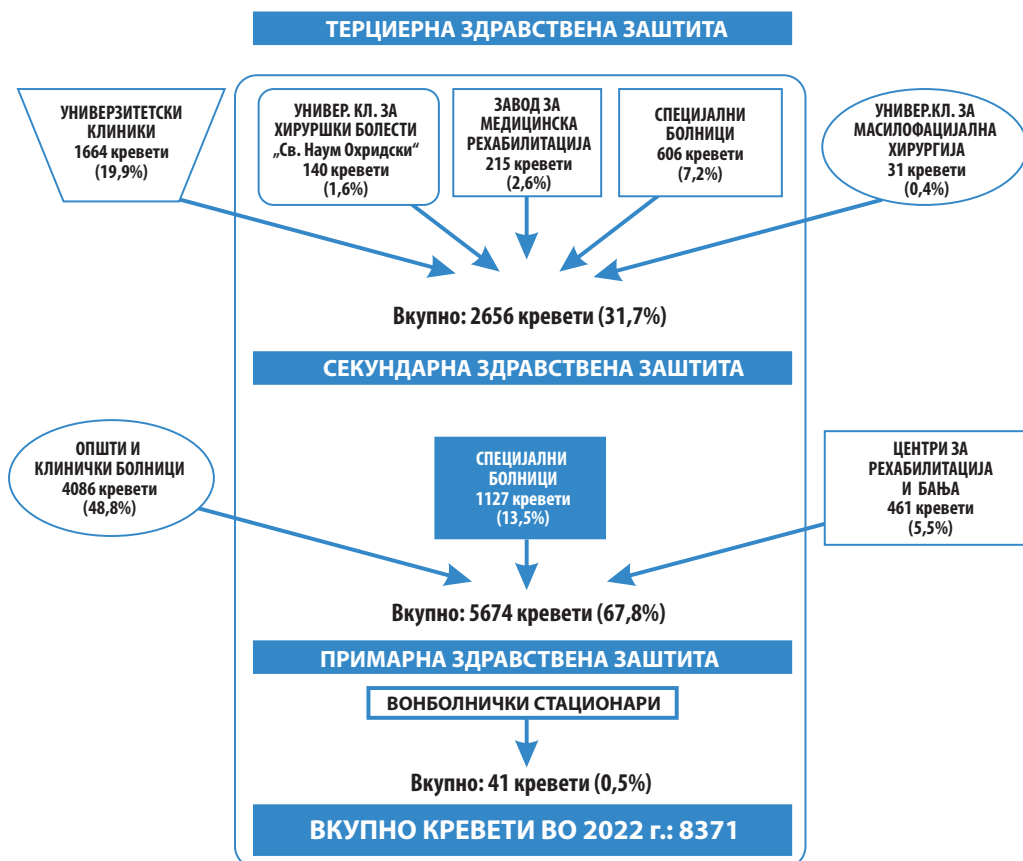 ТЕРЦИЕРНА ЗДРАВСТВЕНА ЗАШТИТА
УНИВЕРЗИТЕТСКИ
КЛИНИКИ
1664 кревети
(19,9%)
УНИВЕР. КЛ. ЗА
ХИРУРШКИ БОЛЕСТИ
„Св. Наум Охридски“
140 кревети
(1,6%)
ЗАВОД ЗА
МЕДИЦИНСКА
РЕХАБИЛИТАЦИЈА
215 кревети
(2,6%)
СПЕЦИЈАЛНИ
БОЛНИЦИ
606 кревети
(7,2%)
УНИВЕР.КЛ. ЗА
МАСИЛОФАЦИЈАЛНА
ХИРУРГИЈА
31 кревети
(0,4%)
Вкупно: 2656 кревети (31,7%)
СЕКУНДАРНА ЗДРАВСТВЕНА ЗАШТИТА
ОПШТИ И
КЛИНИЧКИ БОЛНИЦИ
4086 кревети
(48,8%)
СПЕЦИЈАЛНИ
БОЛНИЦИ
1127 кревети
(13,5%)
ЦЕНТРИ ЗА
РЕХАБИЛИТАЦИЈА
И БАЊА
461 кревети
(5,5%)
Вкупно: 5674 кревети (67,8%)
ПРИМАРНА ЗДРАВСТВЕНА ЗАШТИТА
ВОНБОЛНИЧКИ СТАЦИОНАРИ
Вкупно: 41 кревети (0,5%)
ВКУПНО КРЕВЕТИ ВО 2022 г.: 8371